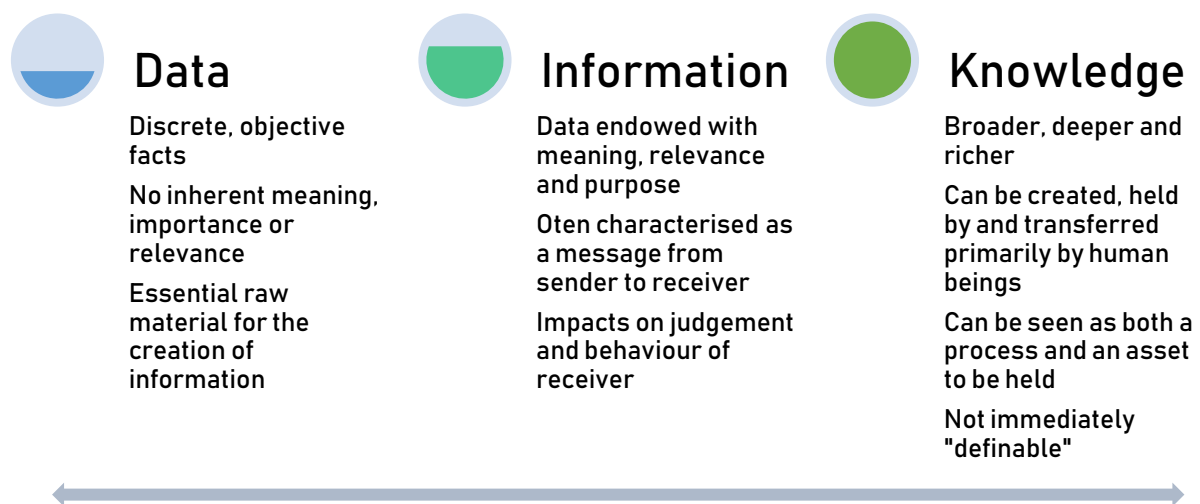 Data
Discrete, objective
facts
No inherent meaning,
importance or
relevance
Essential raw
material for the
creation of
information
Information
Data endowed with
meaning, relevance
and purpose
Oten characterised as
a message from
sender to receiver
Impacts on judgement
and behaviour of
receiver
Knowledge
Broader, deeper and
richer
Can be created, held
by and transferred
primarily by human
beings
Can be seen as both a
process and an asset
to be held
Not immediately
"definable"